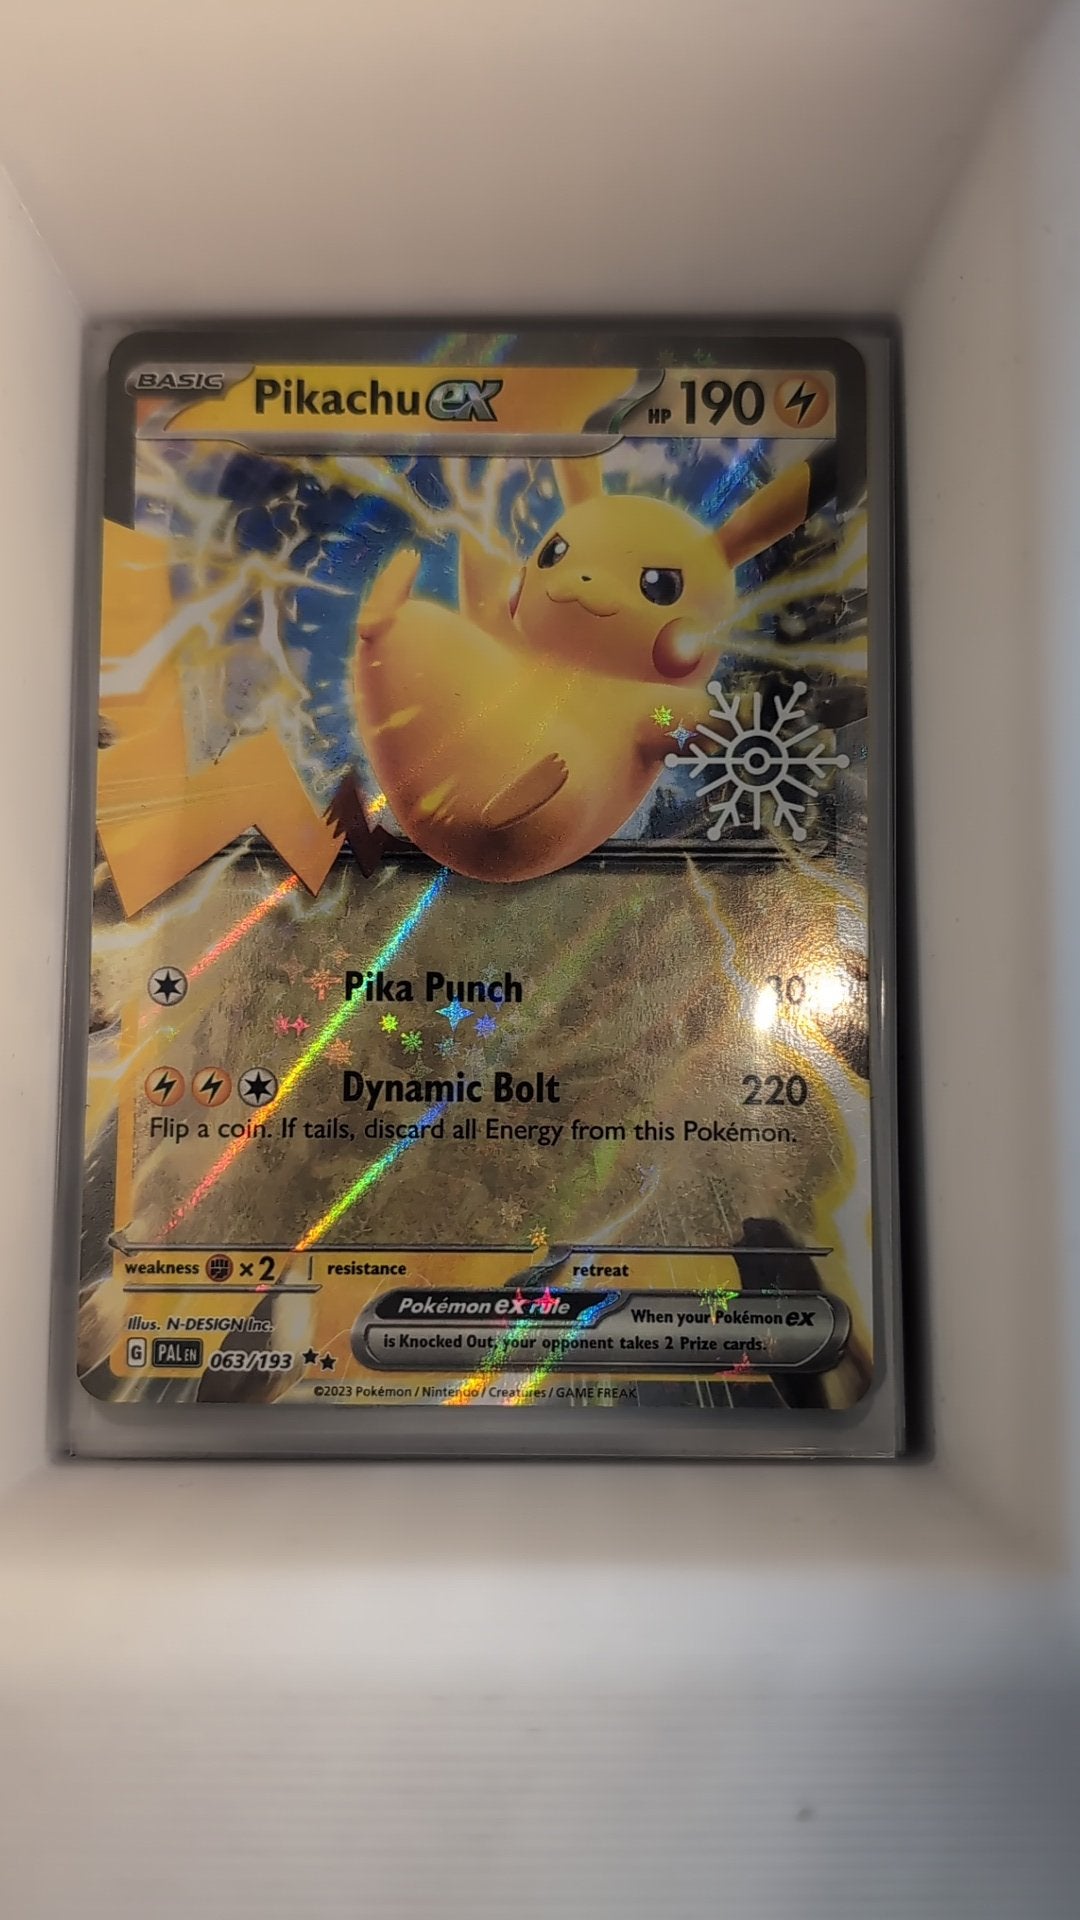 BASIC Pikachu ex HP 190
Pika Punch 30
Dynamic Bolt 220
Flip a coin. If tails, discard all Energy from this Pokémon.
weakness ×2 resistance retreat
Pokémon ex rule When your Pokémon ex
is Knocked Out, your opponent takes 2 Prize cards.
Illus. N-DESIGN Inc.
G PAL EN 063/193 ★★
©2023 Pokémon / Nintendo / Creatures / GAME FREAK